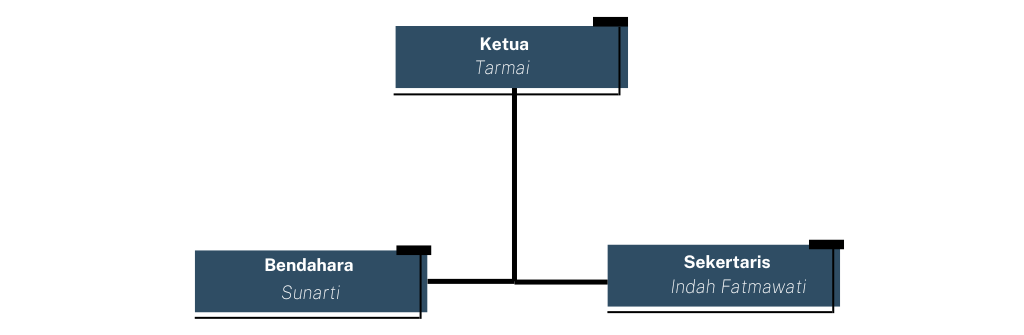 Ketua
Tarmai
Bendahara
Sunarti
Sekertaris
Indah Fatmawati